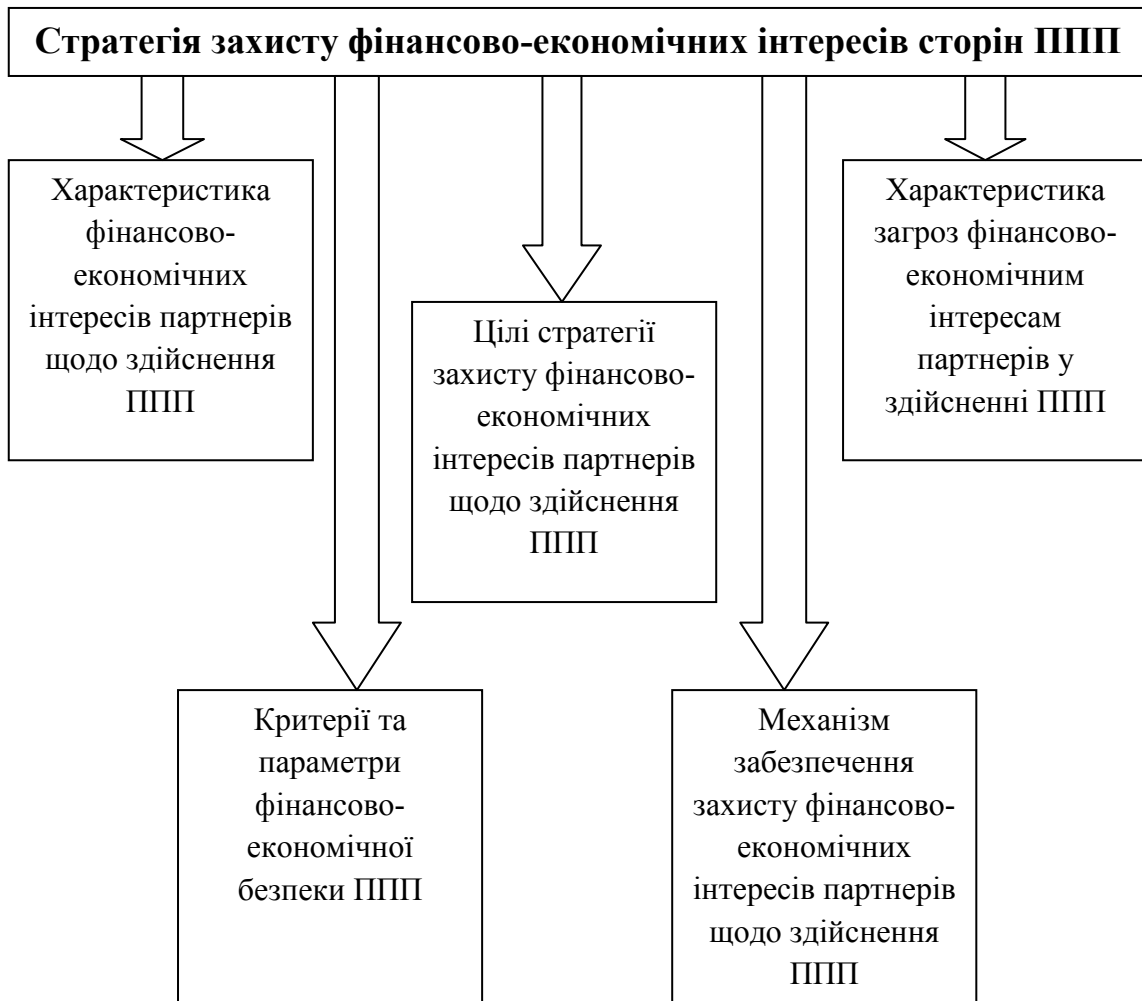 Стратегія захисту фінансово-економічних інтересів сторін ППП
Характеристика
фінансово-
економічних
інтересів партнерів
щодо здійснення
ППП
Цілі стратегії
захисту фінансово-
економічних
інтересів партнерів
щодо здійснення
ППП
Характеристика
загроз фінансово-
економічним
інтересам
партнерів у
здійсненні ППП
Критерії та
параметри
фінансово-
економічної
безпеки ППП
Механізм
забезпечення
захисту фінансово-
економічних
інтересів партнерів
щодо здійснення
ППП